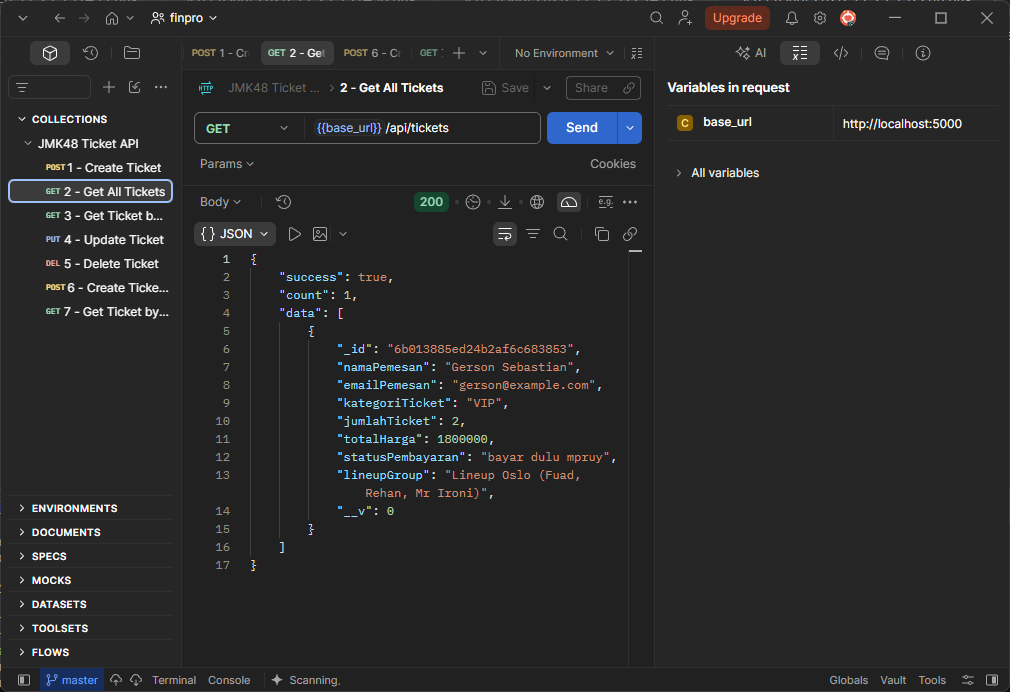 finpro
Upgrade
POST 1 - Cr
GET 2 - Get
POST 6 - Cr
GET
No Environment
AI
COLLECTIONS
JMK48 Ticket API
POST 1 - Create Ticket
GET 2 - Get All Tickets
GET 3 - Get Ticket b...
PUT 4 - Update Ticket
DEL 5 - Delete Ticket
POST 6 - Create Ticke...
GET 7 - Get Ticket by...
ENVIRONMENTS
DOCUMENTS
SPECS
MOCKS
DATASETS
TOOLSETS
FLOWS
HTTP JMK48 Ticket ... > 2 - Get All Tickets
Save
Share
GET
{{base_url}} /api/tickets
Send
Params
Cookies
Body
200
e.g.
{} JSON
1 {
2 "success": true,
3 "count": 1,
4 "data": [
5 {
6 "_id": "6b013885ed24b2af6c683853",
7 "namaPemesan": "Gerson Sebastian",
8 "emailPemesan": "gerson@example.com",
9 "kategoriTicket": "VIP",
10 "jumlahTicket": 2,
11 "totalHarga": 1800000,
12 "statusPembayaran": "bayar dulu mpruy",
13 "lineupGroup": "Lineup Oslo (Fuad,
Rehan, Mr Ironi)",
14 "__v": 0
15 }
16 ]
17 }
Variables in request
C base_url
http://localhost:5000
All variables
master
Terminal
Console
Scanning.
Globals
Vault
Tools